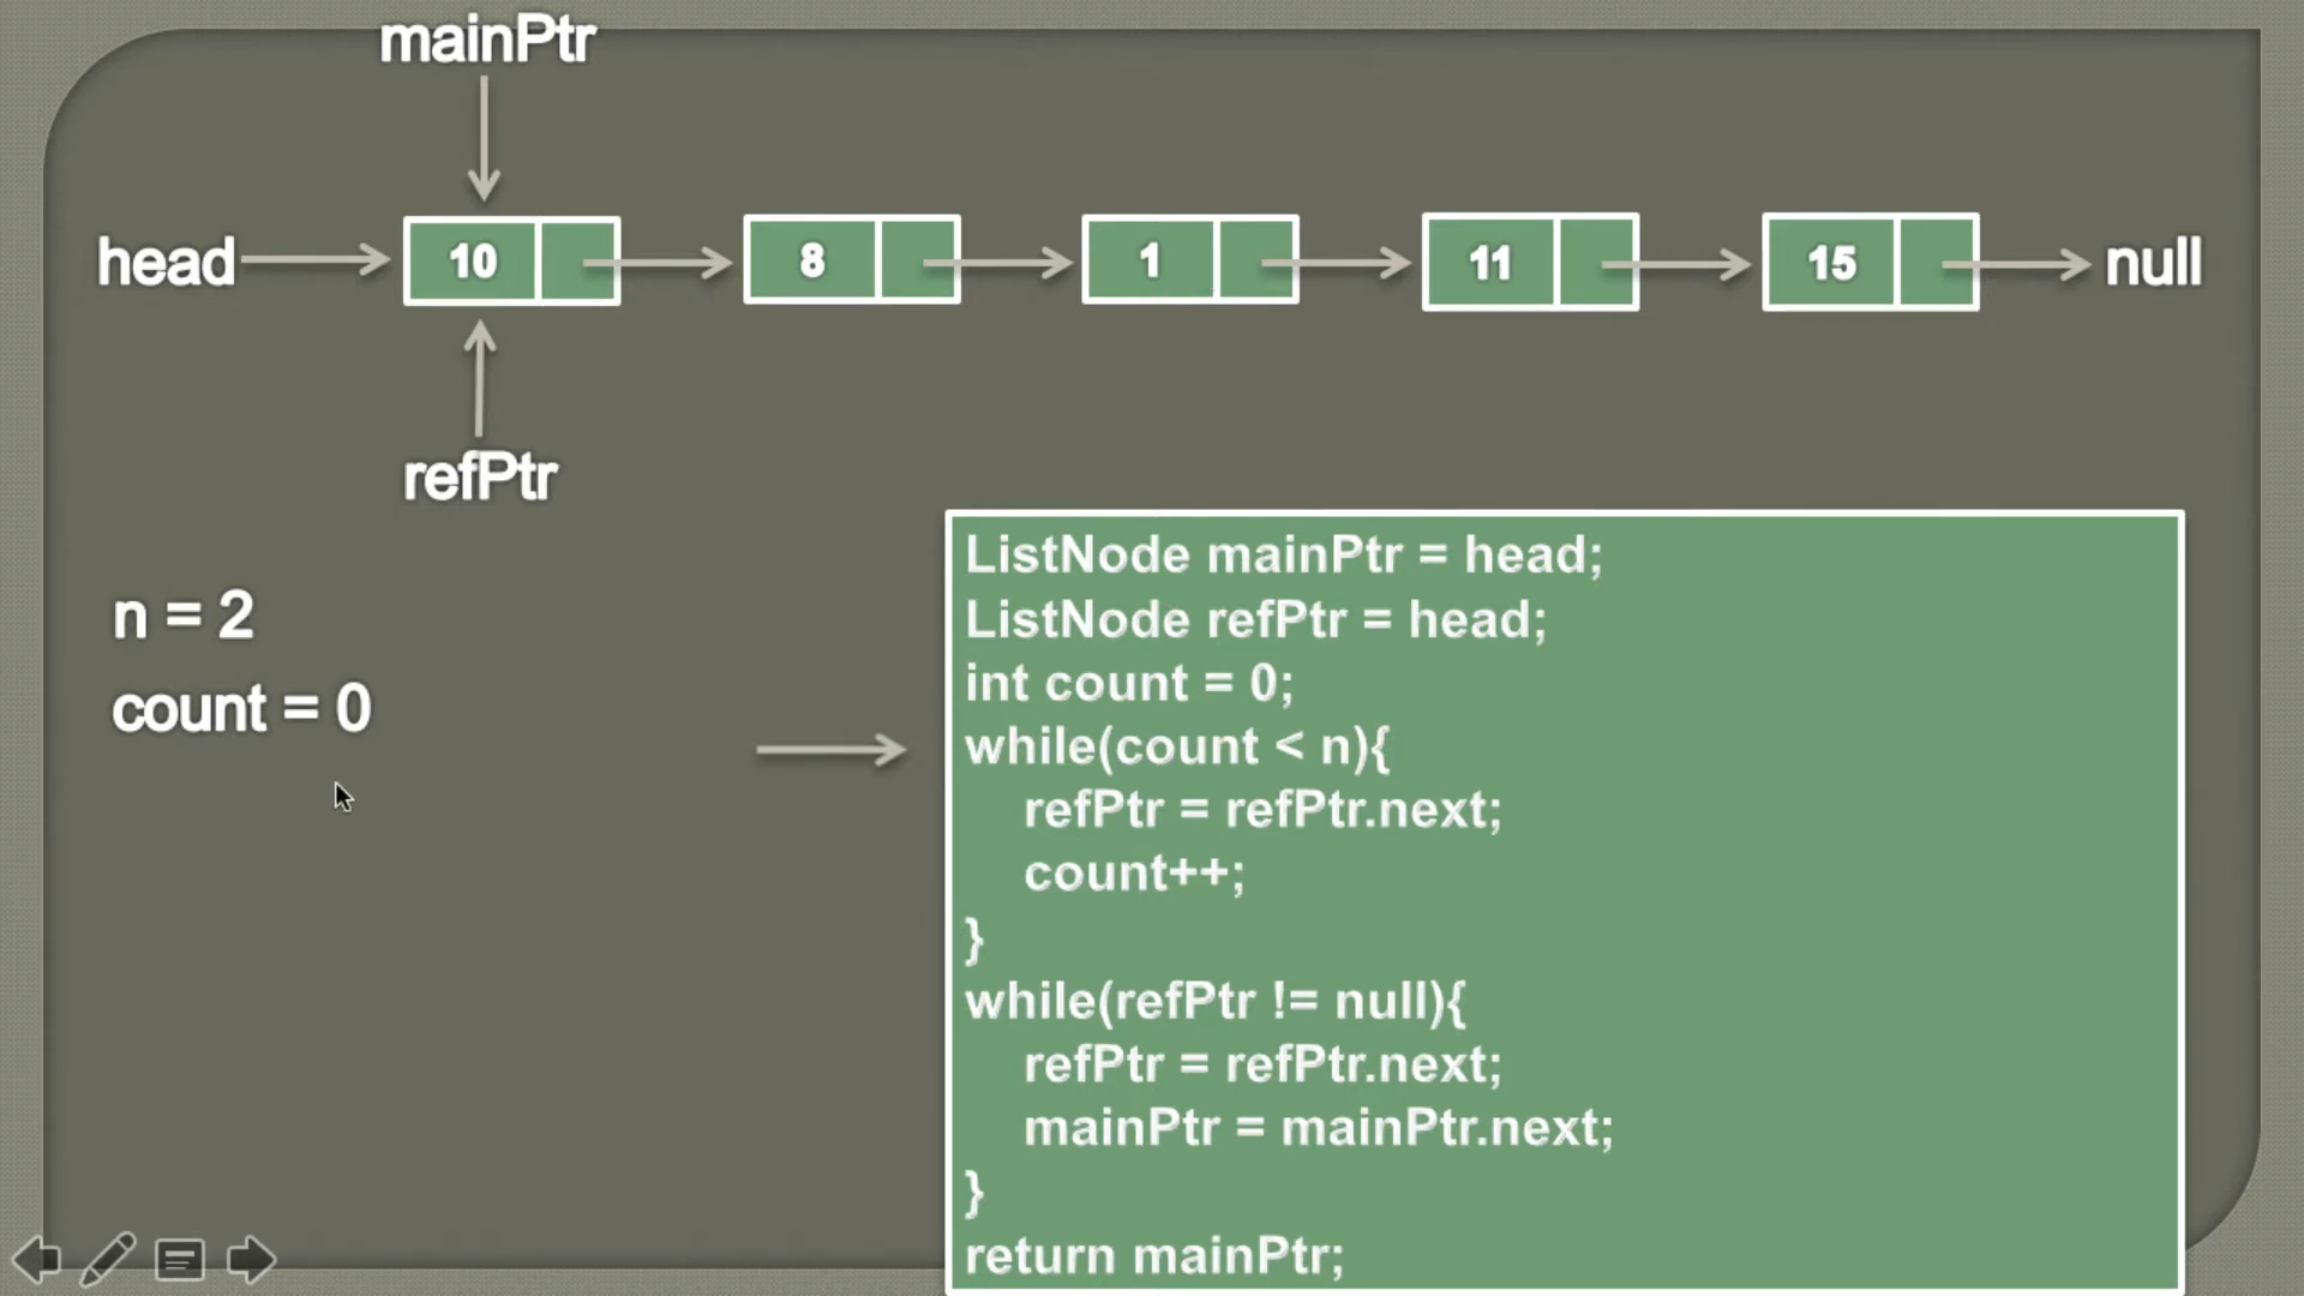 mainPtr
head 10 8 1 11 15 null
refPtr
n = 2
count = 0
ListNode mainPtr = head;
ListNode refPtr = head;
int count = 0;
while(count < n){
refPtr = refPtr.next;
count++;
}
while(refPtr != null){
refPtr = refPtr.next;
mainPtr = mainPtr.next;
}
return mainPtr;